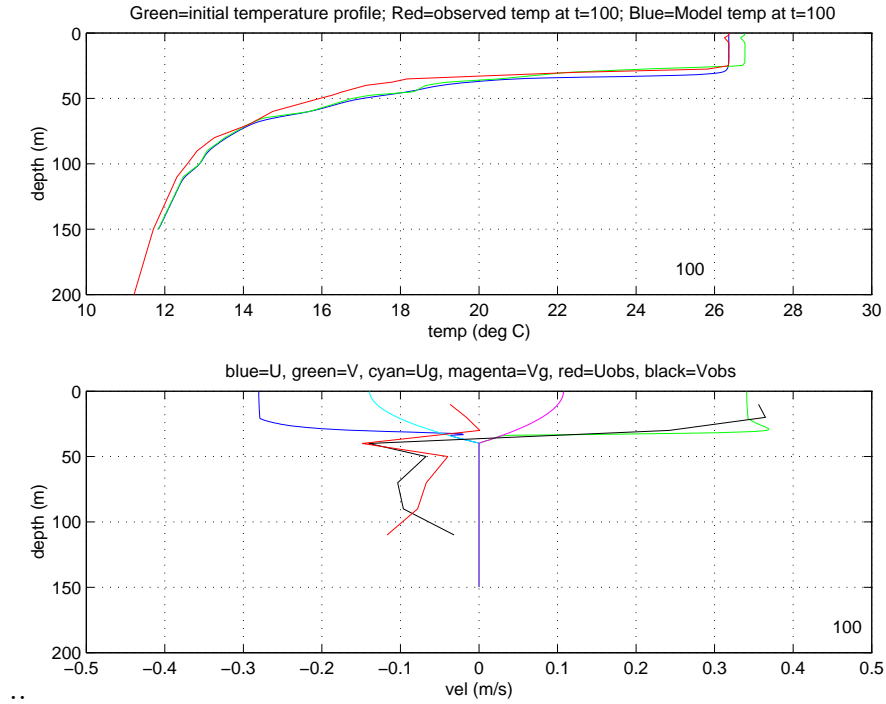 Green=initial temperature profile; Red=observed temp at t=100; Blue=Model temp at t=100
0
50
100
150
200
depth (m)
100
10 12 14 16 18 20 22 24 26 28 30
temp (deg C)
blue=U, green=V, cyan=Ug, magenta=Vg, red=Uobs, black=Vobs
0
50
100
150
200
depth (m)
100
−0.5 −0.4 −0.3 −0.2 −0.1 0 0.1 0.2 0.3 0.4 0.5
vel (m/s)
..